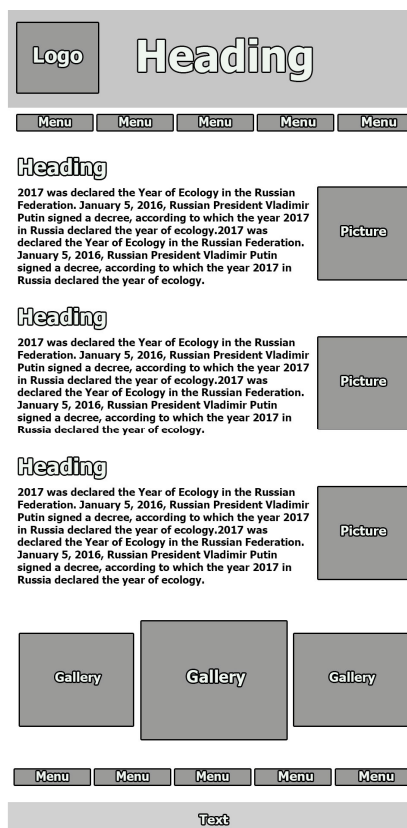 Logo
Heading
Menu Menu Menu Menu Menu
Heading
2017 was declared the Year of Ecology in the Russian
Federation. January 5, 2016, Russian President Vladimir
Putin signed a decree, according to which the year 2017
in Russia declared the year of ecology.2017 was
declared the Year of Ecology in the Russian Federation.
January 5, 2016, Russian President Vladimir Putin
signed a decree, according to which the year 2017 in
Russia declared the year of ecology.
Picture
Heading
2017 was declared the Year of Ecology in the Russian
Federation. January 5, 2016, Russian President Vladimir
Putin signed a decree, according to which the year 2017
in Russia declared the year of ecology.2017 was
declared the Year of Ecology in the Russian Federation.
January 5, 2016, Russian President Vladimir Putin
signed a decree, according to which the year 2017 in
Russia declared the year of ecology.
Picture
Heading
2017 was declared the Year of Ecology in the Russian
Federation. January 5, 2016, Russian President Vladimir
Putin signed a decree, according to which the year 2017
in Russia declared the year of ecology.2017 was
declared the Year of Ecology in the Russian Federation.
January 5, 2016, Russian President Vladimir Putin
signed a decree, according to which the year 2017 in
Russia declared the year of ecology.
Picture
Gallery Gallery Gallery
Menu Menu Menu Menu Menu
Text